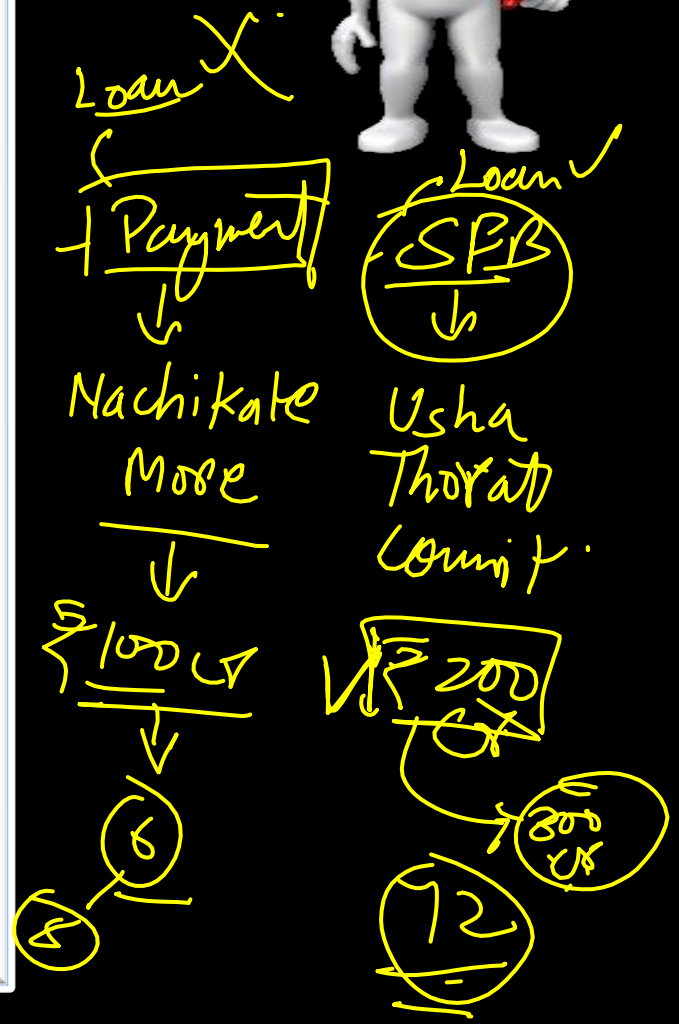 Loan X
Payment
Nachikate
More
₹ 100 cr
6
8
Loan ✓
SFB
Usha
Thorat
Commit.
₹ 200
Cr
300
cr
12